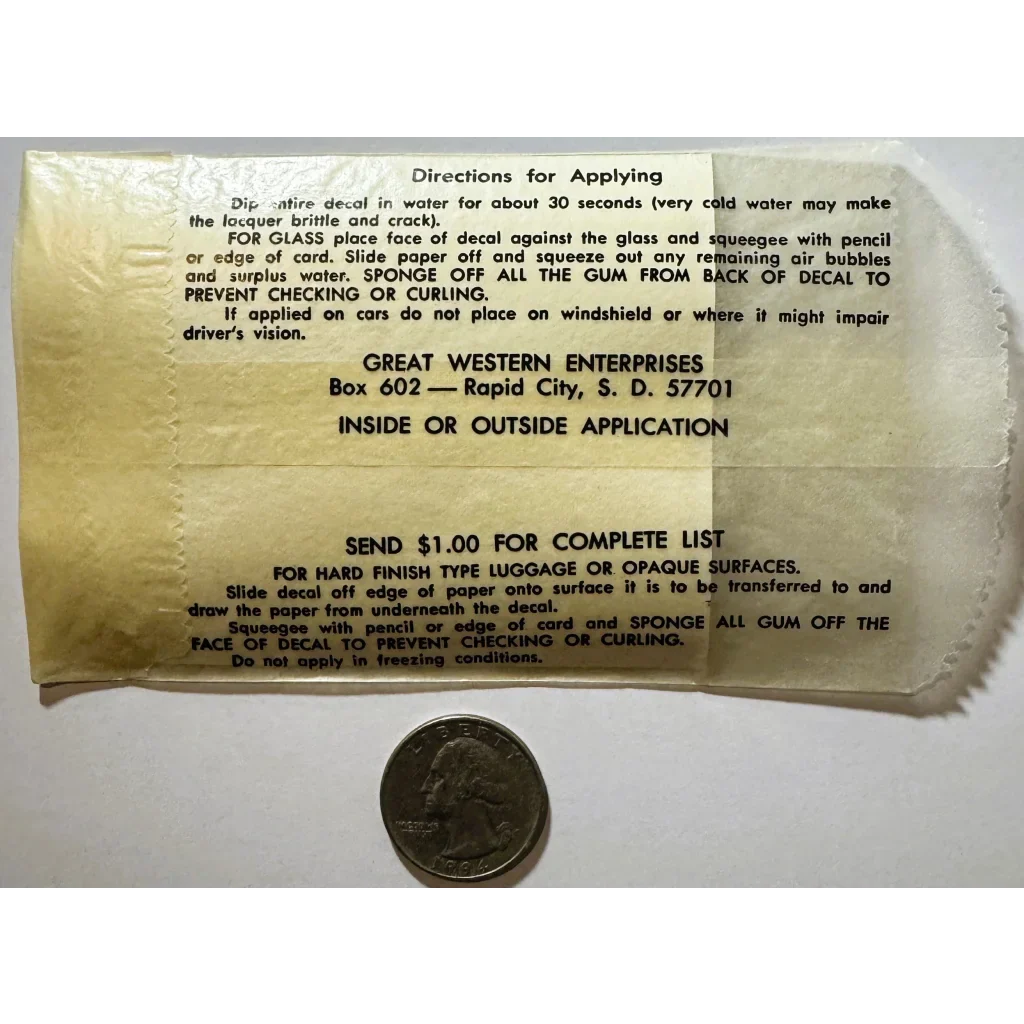 Directions for Applying
Dip entire decal in water for about 30 seconds (very cold water may make
the lacquer brittle and crack).
FOR GLASS place face of decal against the glass and squeegee with pencil
or edge of card. Slide paper off and squeeze out any remaining air bubbles
and surplus water. SPONGE OFF ALL THE GUM FROM BACK OF DECAL TO
PREVENT CHECKING OR CURLING.
If applied on cars do not place on windshield or where it might impair
driver's vision.
GREAT WESTERN ENTERPRISES
Box 602 — Rapid City, S. D. 57701
INSIDE OR OUTSIDE APPLICATION
SEND $1.00 FOR COMPLETE LIST
FOR HARD FINISH TYPE LUGGAGE OR OPAQUE SURFACES.
Slide decal off edge of paper onto surface it is to be transferred to and
draw the paper from underneath the decal.
Squeegee with pencil or edge of card and SPONGE ALL GUM OFF THE
FACE OF DECAL TO PREVENT CHECKING OR CURLING.
Do not apply in freezing conditions.
LIBERTY